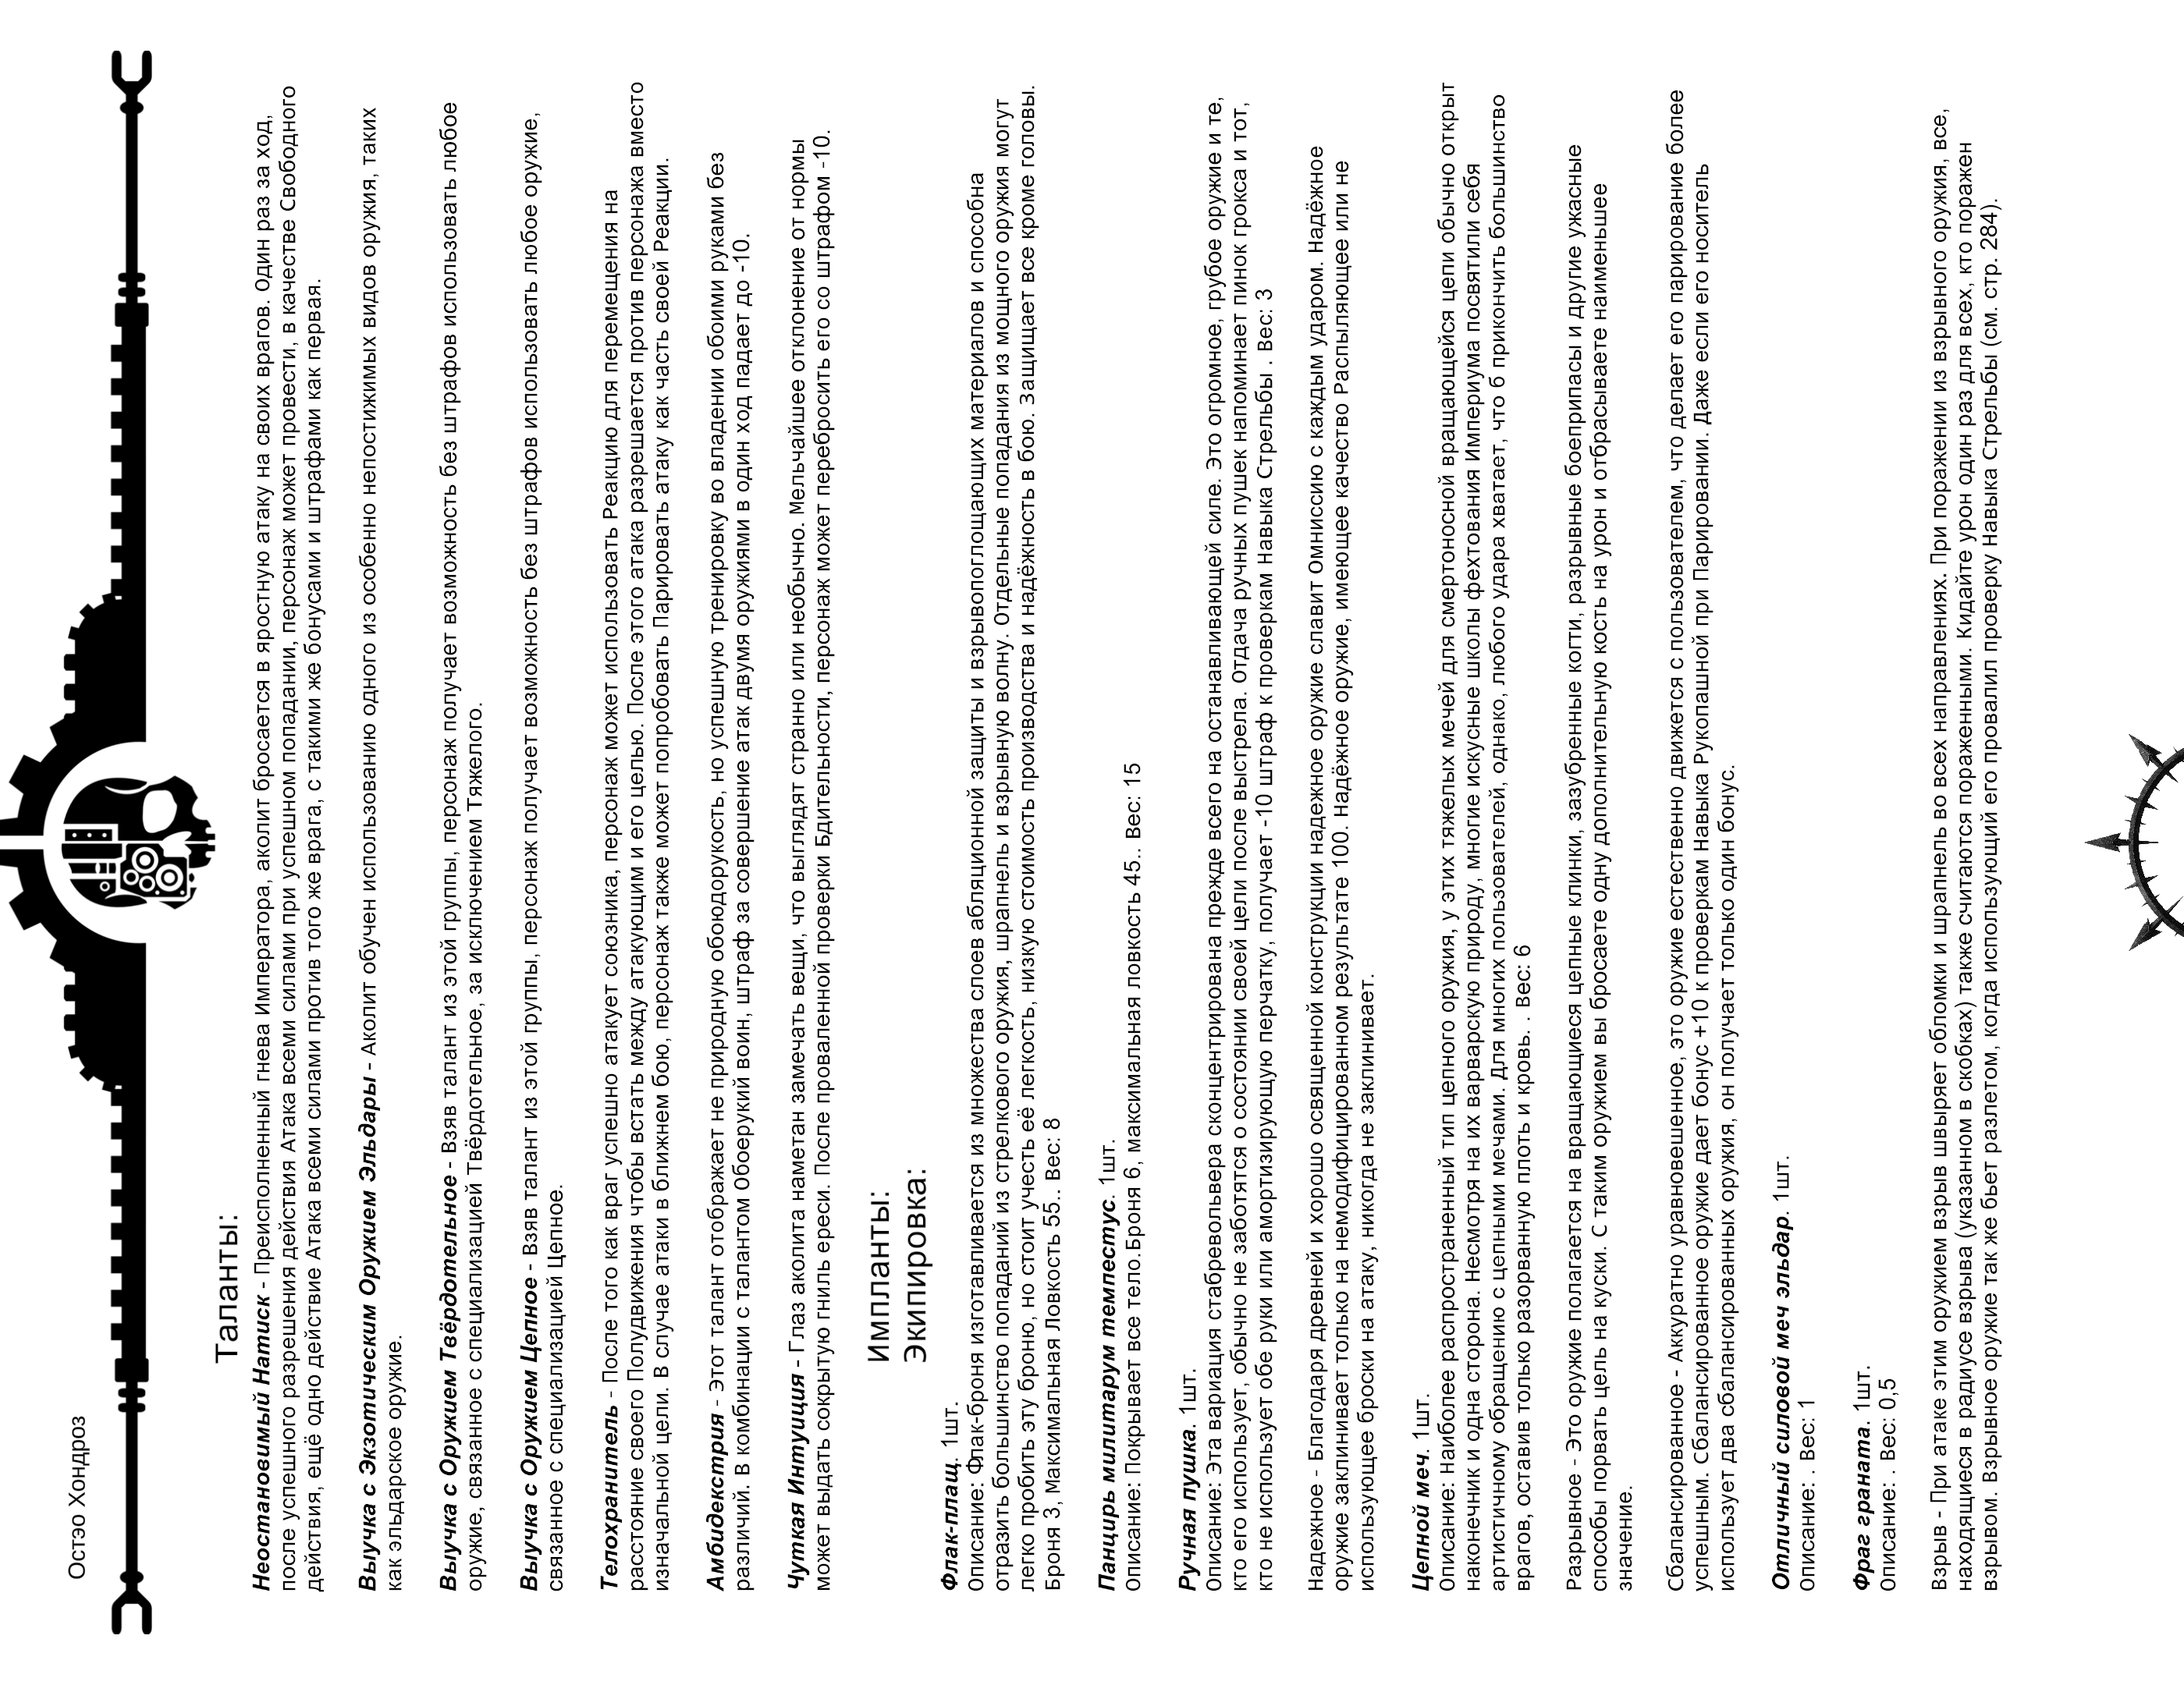 Остэо Хондроз
Таланты:
Неостановимый Натиск - Преисполненный гнева Императора, аколит бросается в яростную атаку на своих врагов. Один раз за ход,
после успешного разрешения действия Атака всеми силами при успешном попадании, персонаж может провести, в качестве Свободного
действия, ещё одно действие Атака всеми силами против того же врага, с такими же бонусами и штрафами как первая.
Выучка с Экзотическим Оружием Эльдары - Аколит обучен использованию одного из особенно непостижимых видов оружия, таких
как эльдарское оружие.
Выучка с Оружием Твёрдотельное - Взяв талант из этой группы, персонаж получает возможность без штрафов использовать любое
оружие, связанное с специализацией Твёрдотельное, за исключением Тяжелого.
Выучка с Оружием Цепное - Взяв талант из этой группы, персонаж получает возможность без штрафов использовать любое оружие,
связанное с специализацией Цепное.
Телохранитель - После того как враг успешно атакует союзника, персонаж может использовать Реакцию для перемещения на
расстояние своего Полудвижения чтобы встать между атакующим и его целью. После этого атака разрешается против персонажа вместо
изначальной цели. В случае атаки в ближнем бою, персонаж также может попробовать Парировать атаку как часть своей Реакции.
Амбидекстрия - Этот талант отображает не природную обоюдорукость, но успешную тренировку во владении обоими руками без
различий. В комбинации с талантом Обоерукий воин, штраф за совершение атак двумя оружиями в один ход падает до -10.
Чуткая Интуиция - Глаз аколита наметан замечать вещи, что выглядят странно или необычно. Мельчайшее отклонение от нормы
может выдать сокрытую гниль ереси. После проваленной проверки Бдительности, персонаж может перебросить его со штрафом -10.
Импланты:
Экипировка:
Флак-плащ. 1шт.
Описание: Флак-броня изготавливается из множества слоев абляционной защиты и взрывопоглощающих материалов и способна
отразить большинство попаданий из стрелкового оружия, шрапнель и взрывную волну. Отдельные попадания из мощного оружия могут
легко пробить эту броню, но стоит учесть её легкость, низкую стоимость производства и надёжность в бою. Защищает все кроме головы.
Броня 3, Максимальная Ловкость 55.. Вес: 8
Панцирь милитарум темпестус. 1шт.
Описание: Покрывает все тело.Броня 6, максимальная ловкость 45.. Вес: 15
Ручная пушка. 1шт.
Описание: Эта вариация стабревольвера сконцентрирована прежде всего на останавливающей силе. Это огромное, грубое оружие и те,
кто его использует, обычно не заботятся о состоянии своей цели после выстрела. Отдача ручных пушек напоминает пинок грокса и тот,
кто не использует обе руки или амортизирующую перчатку, получает -10 штраф к проверкам Навыка Стрельбы . Вес: 3
Надежное - Благодаря древней и хорошо освященной конструкции надежное оружие славит Омниссию с каждым ударом. Надёжное
оружие заклинивает только на немодифицированном результате 100. Надёжное оружие, имеющее качество Распыляющее или не
использующее броски на атаку, никогда не заклинивает.
Цепной меч. 1шт.
Описание: Наиболее распространенный тип цепного оружия, у этих тяжелых мечей для смертоносной вращающейся цепи обычно открыт
наконечник и одна сторона. Несмотря на их варварскую природу, многие искусные школы фехтования Империума посвятили себя
артистичному обращению с цепными мечами. Для многих пользователей, однако, любого удара хватает, что б прикончить большинство
врагов, оставив только разорванную плоть и кровь. . Вес: 6
Разрывное - Это оружие полагается на вращающиеся цепные клинки, зазубренные когти, разрывные боеприпасы и другие ужасные
способы порвать цель на куски. С таким оружием вы бросаете одну дополнительную кость на урон и отбрасываете наименьшее
значение.
Сбалансированное - Аккуратно уравновешенное, это оружие естественно движется с пользователем, что делает его парирование более
успешным. Сбалансированное оружие дает бонус +10 к проверкам Навыка Рукопашной при Парировании. Даже если его носитель
использует два сбалансированных оружия, он получает только один бонус.
Отличный силовой меч эльдар. 1шт.
Описание: . Вес: 1
Фраг граната. 1шт.
Описание: . Вес: 0,5
Взрыв - При атаке этим оружием взрыв швыряет обломки и шрапнель во всех направлениях. При поражении из взрывного оружия, все,
находящиеся в радиусе взрыва (указанном в скобках) также считаются пораженными. Кидайте урон один раз для всех, кто поражен
взрывом. Взрывное оружие так же бьет разлетом, когда использующий его провалил проверку навыка Стрельбы (см. стр. 284).